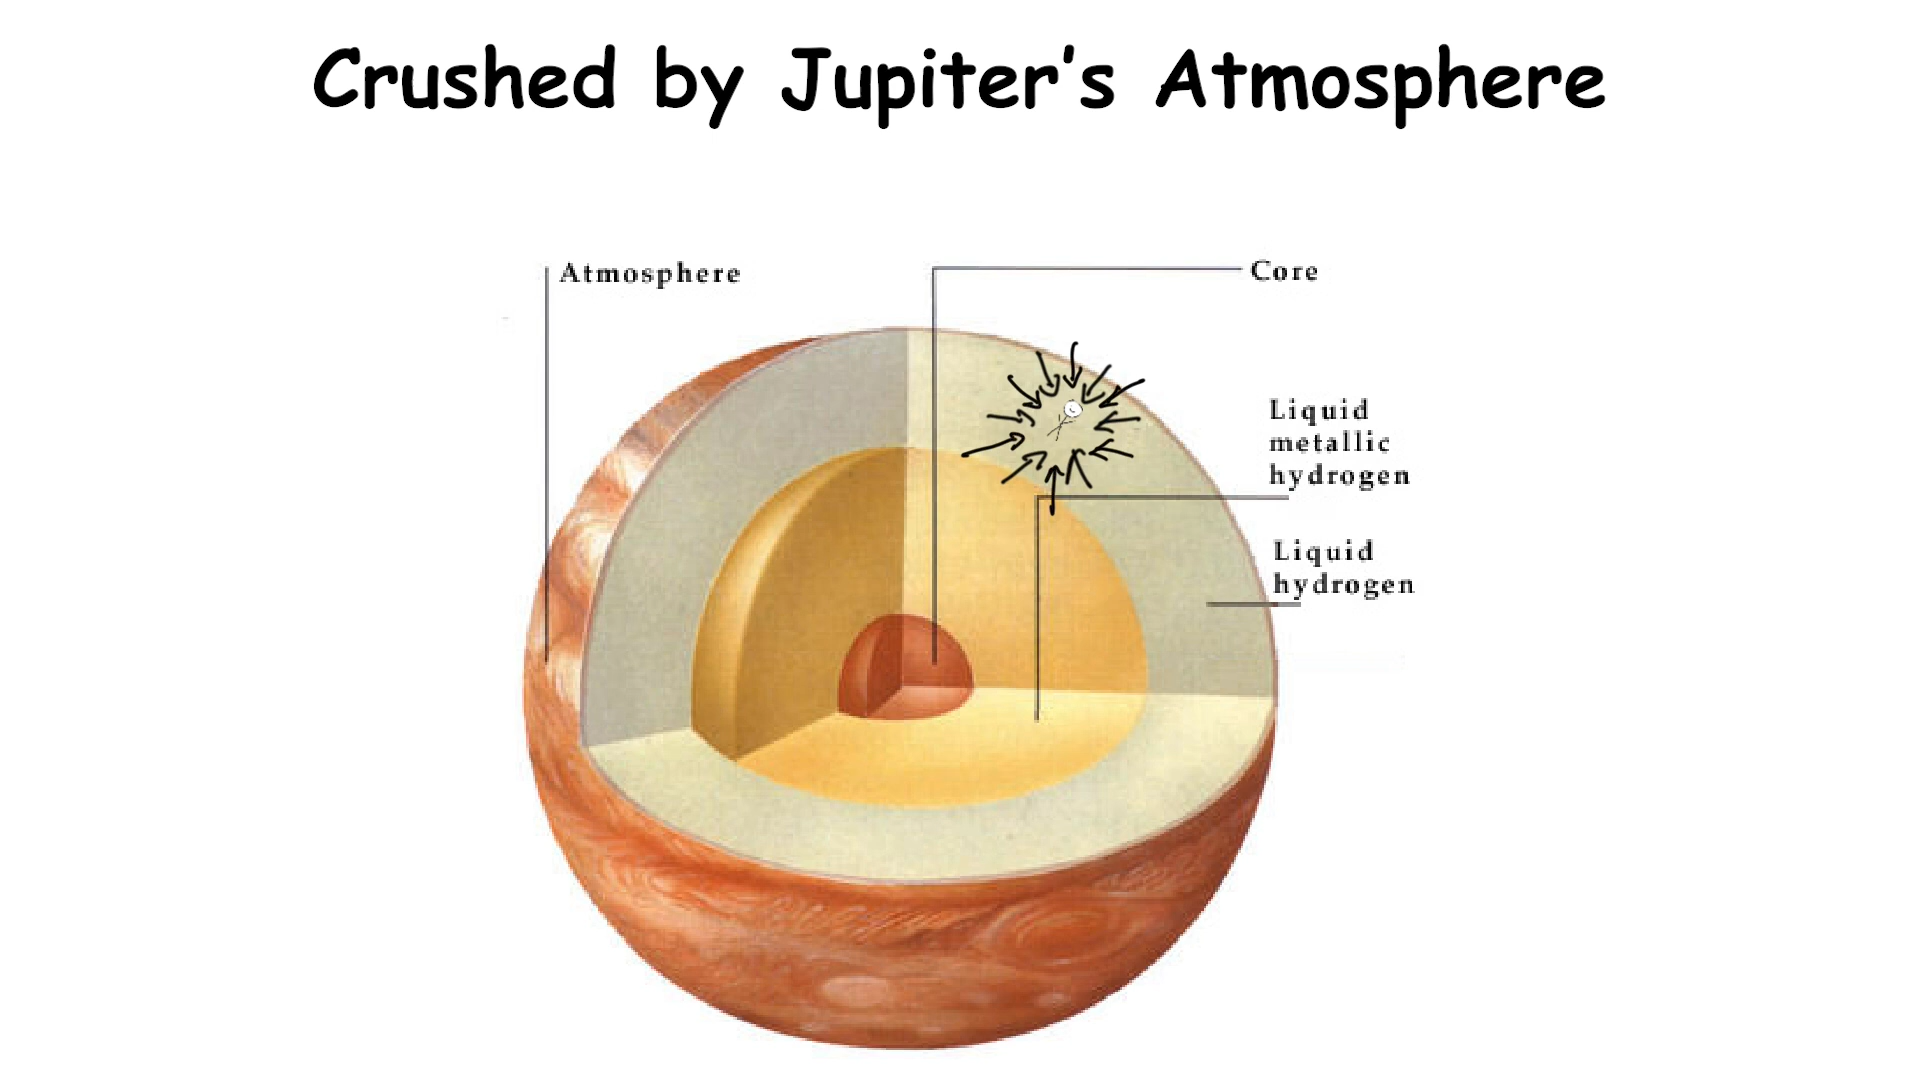 Crushed by Jupiter’s Atmosphere
Atmosphere
Core
Liquid
metallic
hydrogen
Liquid
hydrogen